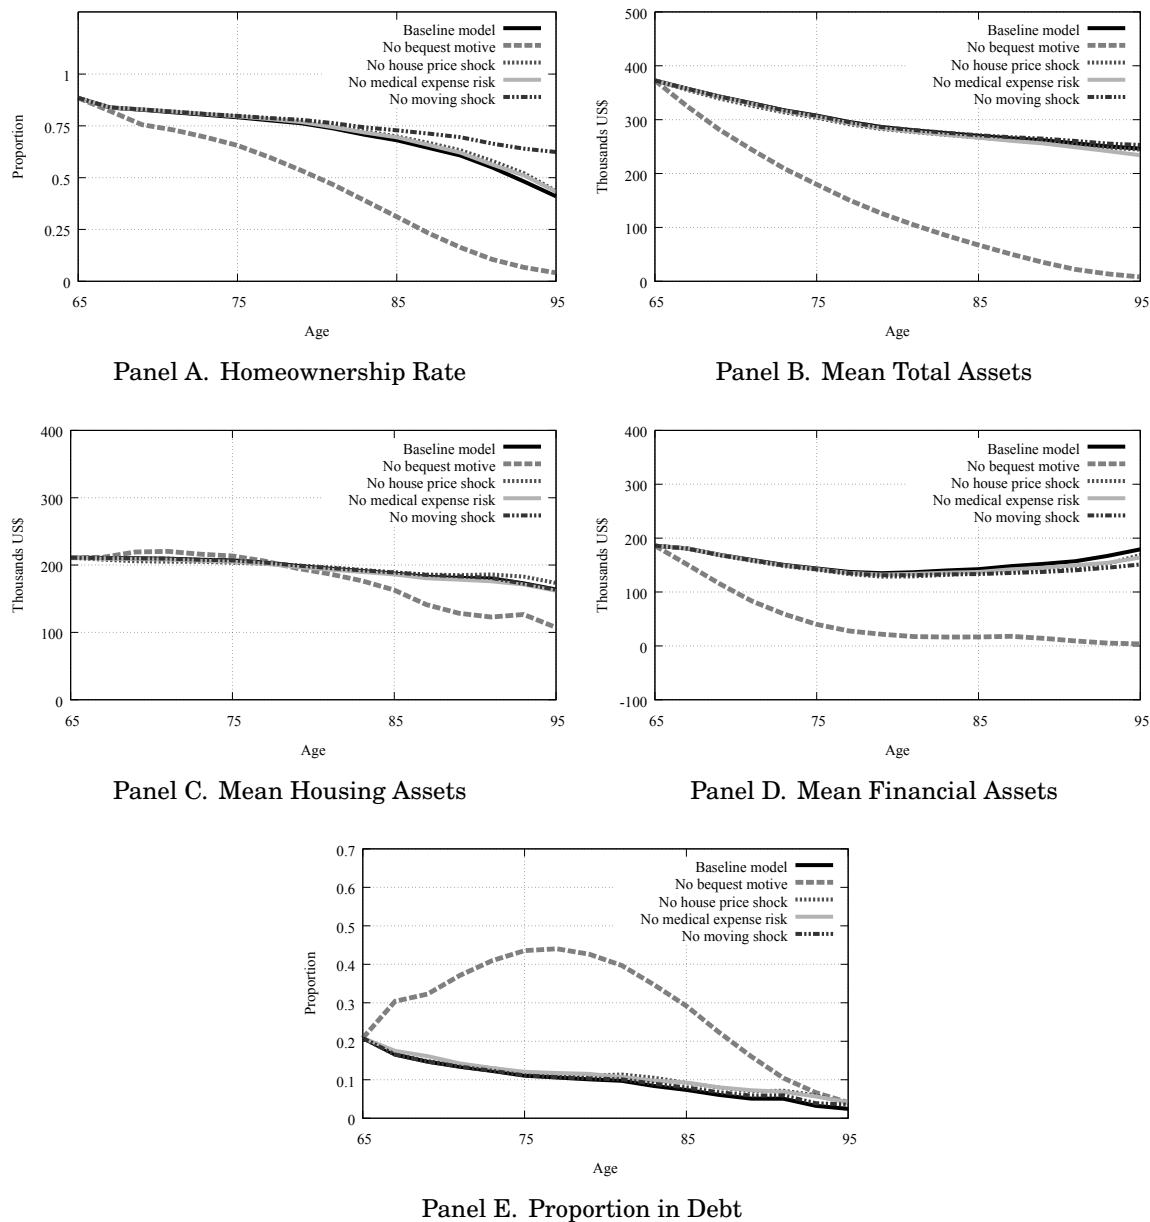 Baseline model
No bequest motive
No house price shock
No medical expense risk
No moving shock
1
0.75
0.5
0.25
0
Proportion
65 75 85 95
Age
Panel A. Homeownership Rate
Baseline model
No bequest motive
No house price shock
No medical expense risk
No moving shock
500
400
300
200
100
0
Thousands US$
65 75 85 95
Age
Panel B. Mean Total Assets
Baseline model
No bequest motive
No house price shock
No medical expense risk
No moving shock
400
300
200
100
0
Thousands US$
65 75 85 95
Age
Panel C. Mean Housing Assets
Baseline model
No bequest motive
No house price shock
No medical expense risk
No moving shock
400
300
200
100
0
-100
Thousands US$
65 75 85 95
Age
Panel D. Mean Financial Assets
Baseline model
No bequest motive
No house price shock
No medical expense risk
No moving shock
0.7
0.6
0.5
0.4
0.3
0.2
0.1
0
Proportion
65 75 85 95
Age
Panel E. Proportion in Debt